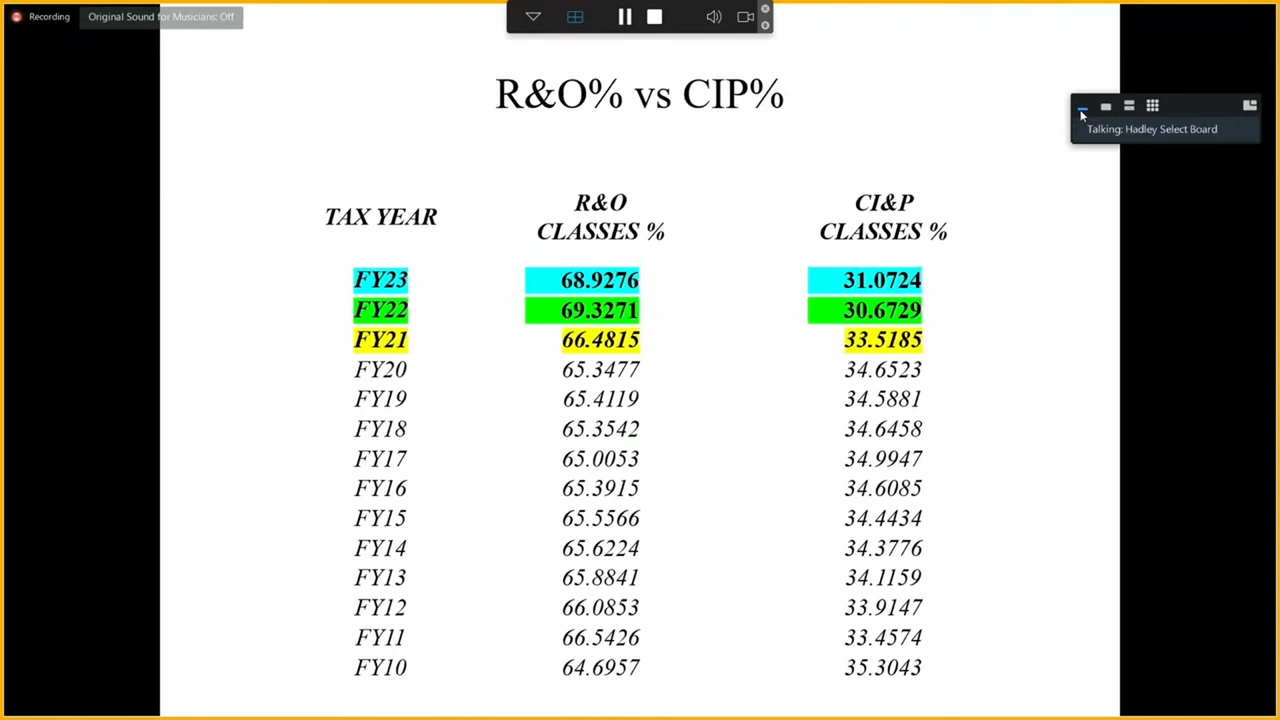 Recording
Original Sound for Musicians: Off
R&O% vs CIP%
Talking: Hadley Select Board
TAX YEAR R&O CLASSES % CI&P CLASSES %
FY23 68.9276 31.0724
FY22 69.3271 30.6729
FY21 66.4815 33.5185
FY20 65.3477 34.6523
FY19 65.4119 34.5881
FY18 65.3542 34.6458
FY17 65.0053 34.9947
FY16 65.3915 34.6085
FY15 65.5566 34.4434
FY14 65.6224 34.3776
FY13 65.8841 34.1159
FY12 66.0853 33.9147
FY11 66.5426 33.4574
FY10 64.6957 35.3043